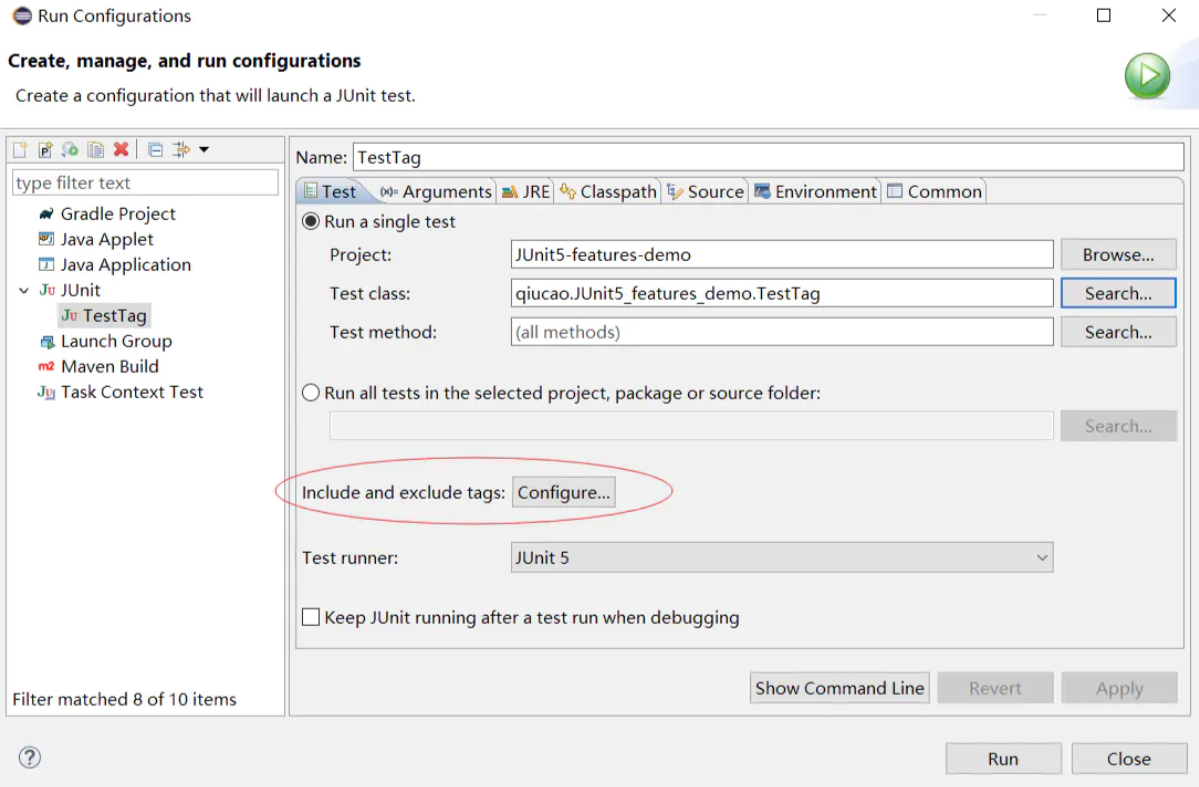 Run Configurations
Create, manage, and run configurations
Create a configuration that will launch a JUnit test.
type filter text
Gradle Project
Java Applet
Java Application
JUnit
TestTag
Launch Group
Maven Build
Task Context Test
Filter matched 8 of 10 items
Name: TestTag
Test (x)= Arguments JRE Classpath Source Environment Common
Run a single test
Project: JUnit5-features-demo Browse...
Test class: qiucao.JUnit5_features_demo.TestTag Search...
Test method: (all methods) Search...
Run all tests in the selected project, package or source folder:
Search...
Include and exclude tags: Configure...
Test runner: JUnit 5
Keep JUnit running after a test run when debugging
Show Command Line Revert Apply
Run Close